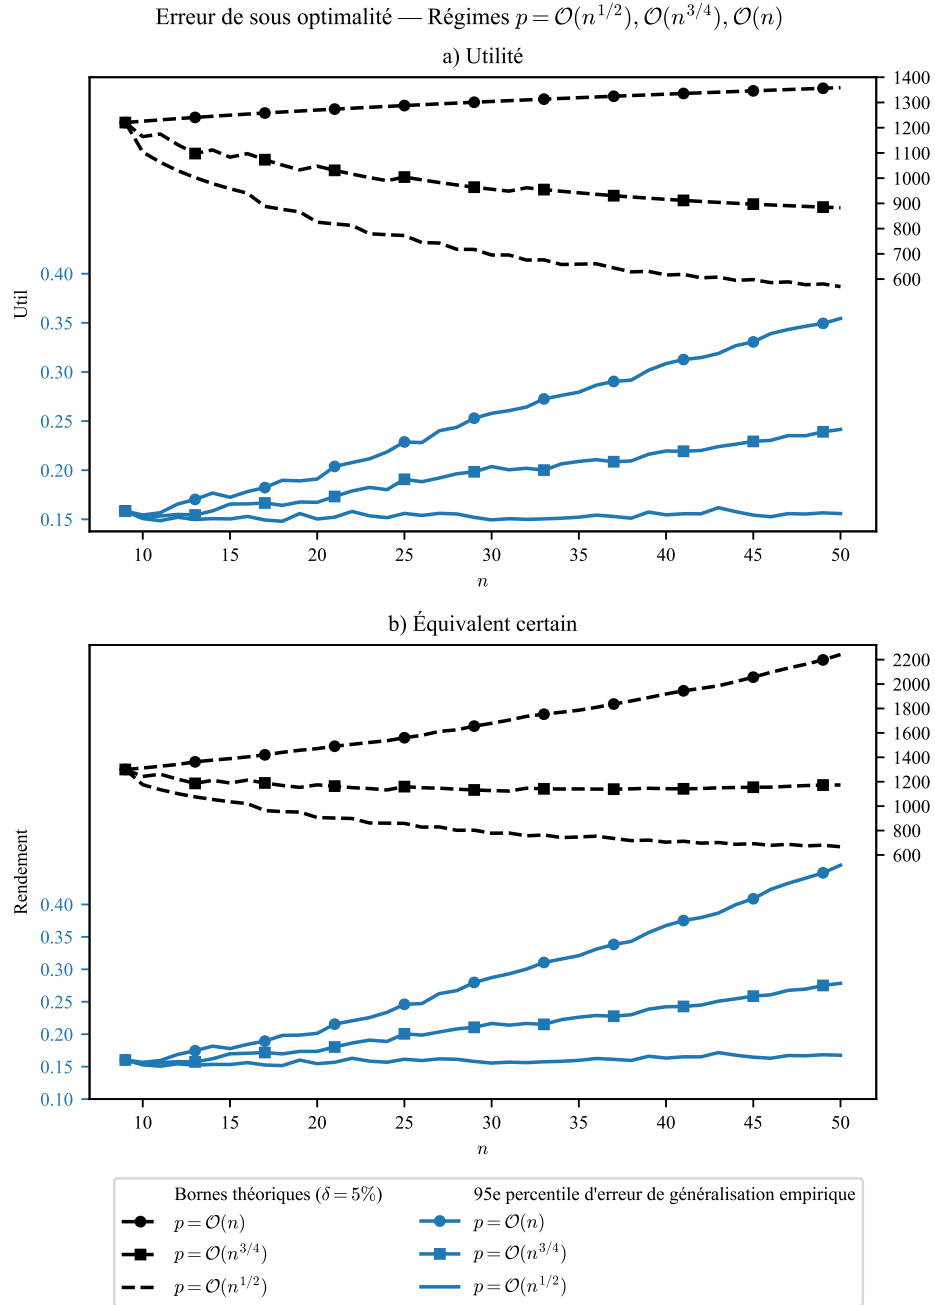 Erreur de sous optimalité — Régimes p = O(n^{1/2}), O(n^{3/4}), O(n)
a) Utilité
1400
1300
1200
1100
1000
900
800
700
600
Util
0.40
0.35
0.30
0.25
0.20
0.15
10 15 20 25 30 35 40 45 50
n
b) Équivalent certain
2200
2000
1800
1600
1400
1200
1000
800
600
Rendement
0.40
0.35
0.30
0.25
0.20
0.15
0.10
10 15 20 25 30 35 40 45 50
n
Bornes théoriques (δ = 5%)
p = O(n)
p = O(n^{3/4})
p = O(n^{1/2})
95e percentile d'erreur de généralisation empirique
p = O(n)
p = O(n^{3/4})
p = O(n^{1/2})